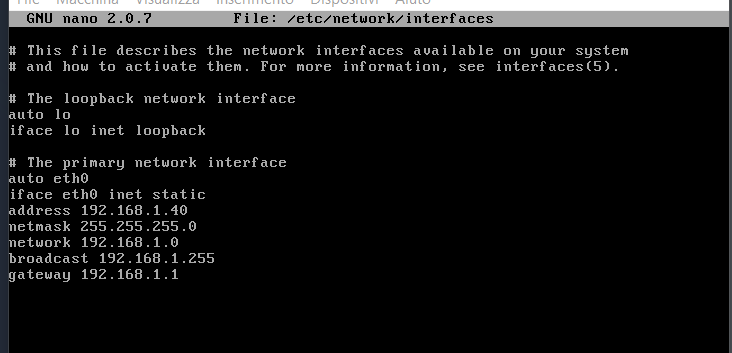 File Macchina Visualizza Inserimento Dispositivi Aiuto
GNU nano 2.0.7 File: /etc/network/interfaces
# This file describes the network interfaces available on your system
# and how to activate them. For more information, see interfaces(5).
# The loopback network interface
auto lo
iface lo inet loopback
# The primary network interface
auto eth0
iface eth0 inet static
address 192.168.1.40
netmask 255.255.255.0
network 192.168.1.0
broadcast 192.168.1.255
gateway 192.168.1.1